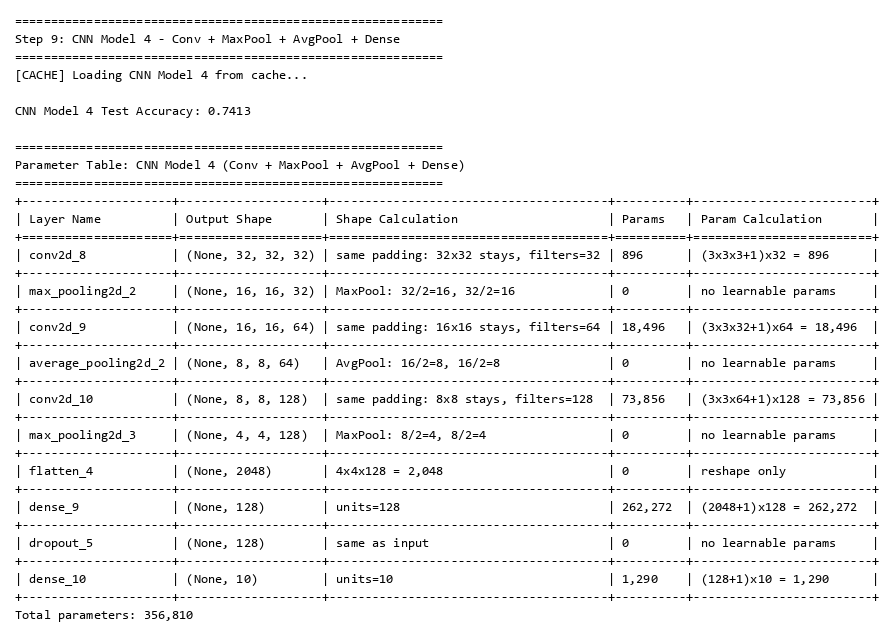 ===========================================================
Step 9: CNN Model 4 - Conv + MaxPool + AvgPool + Dense
===========================================================
[CACHE] Loading CNN Model 4 from cache...
CNN Model 4 Test Accuracy: 0.7413
===========================================================
Parameter Table: CNN Model 4 (Conv + MaxPool + AvgPool + Dense)
===========================================================
+---------------------+--------------------+---------------------------------------+----------+-------------------------+
| Layer Name          | Output Shape       | Shape Calculation                     | Params   | Param Calculation       |
+=====================+====================+=======================================+==========+=========================+
| conv2d_8            | (None, 32, 32, 32) | same padding: 32x32 stays, filters=32 | 896      | (3x3x3+1)x32 = 896      |
+---------------------+--------------------+---------------------------------------+----------+-------------------------+
| max_pooling2d_2     | (None, 16, 16, 32) | MaxPool: 32/2=16, 32/2=16             | 0        | no learnable params     |
+---------------------+--------------------+---------------------------------------+----------+-------------------------+
| conv2d_9            | (None, 16, 16, 64) | same padding: 16x16 stays, filters=64 | 18,496   | (3x3x32+1)x64 = 18,496  |
+---------------------+--------------------+---------------------------------------+----------+-------------------------+
| average_pooling2d_2 | (None, 8, 8, 64)   | AvgPool: 16/2=8, 16/2=8               | 0        | no learnable params     |
+---------------------+--------------------+---------------------------------------+----------+-------------------------+
| conv2d_10           | (None, 8, 8, 128)  | same padding: 8x8 stays, filters=128  | 73,856   | (3x3x64+1)x128 = 73,856 |
+---------------------+--------------------+---------------------------------------+----------+-------------------------+
| max_pooling2d_3     | (None, 4, 4, 128)  | MaxPool: 8/2=4, 8/2=4                 | 0        | no learnable params     |
+---------------------+--------------------+---------------------------------------+----------+-------------------------+
| flatten_4           | (None, 2048)       | 4x4x128 = 2,048                       | 0        | reshape only            |
+---------------------+--------------------+---------------------------------------+----------+-------------------------+
| dense_9             | (None, 128)        | units=128                             | 262,272  | (2048+1)x128 = 262,272  |
+---------------------+--------------------+---------------------------------------+----------+-------------------------+
| dropout_5           | (None, 128)        | same as input                         | 0        | no learnable params     |
+---------------------+--------------------+---------------------------------------+----------+-------------------------+
| dense_10            | (None, 10)         | units=10                              | 1,290    | (128+1)x10 = 1,290      |
+---------------------+--------------------+---------------------------------------+----------+-------------------------+
Total parameters: 356,810